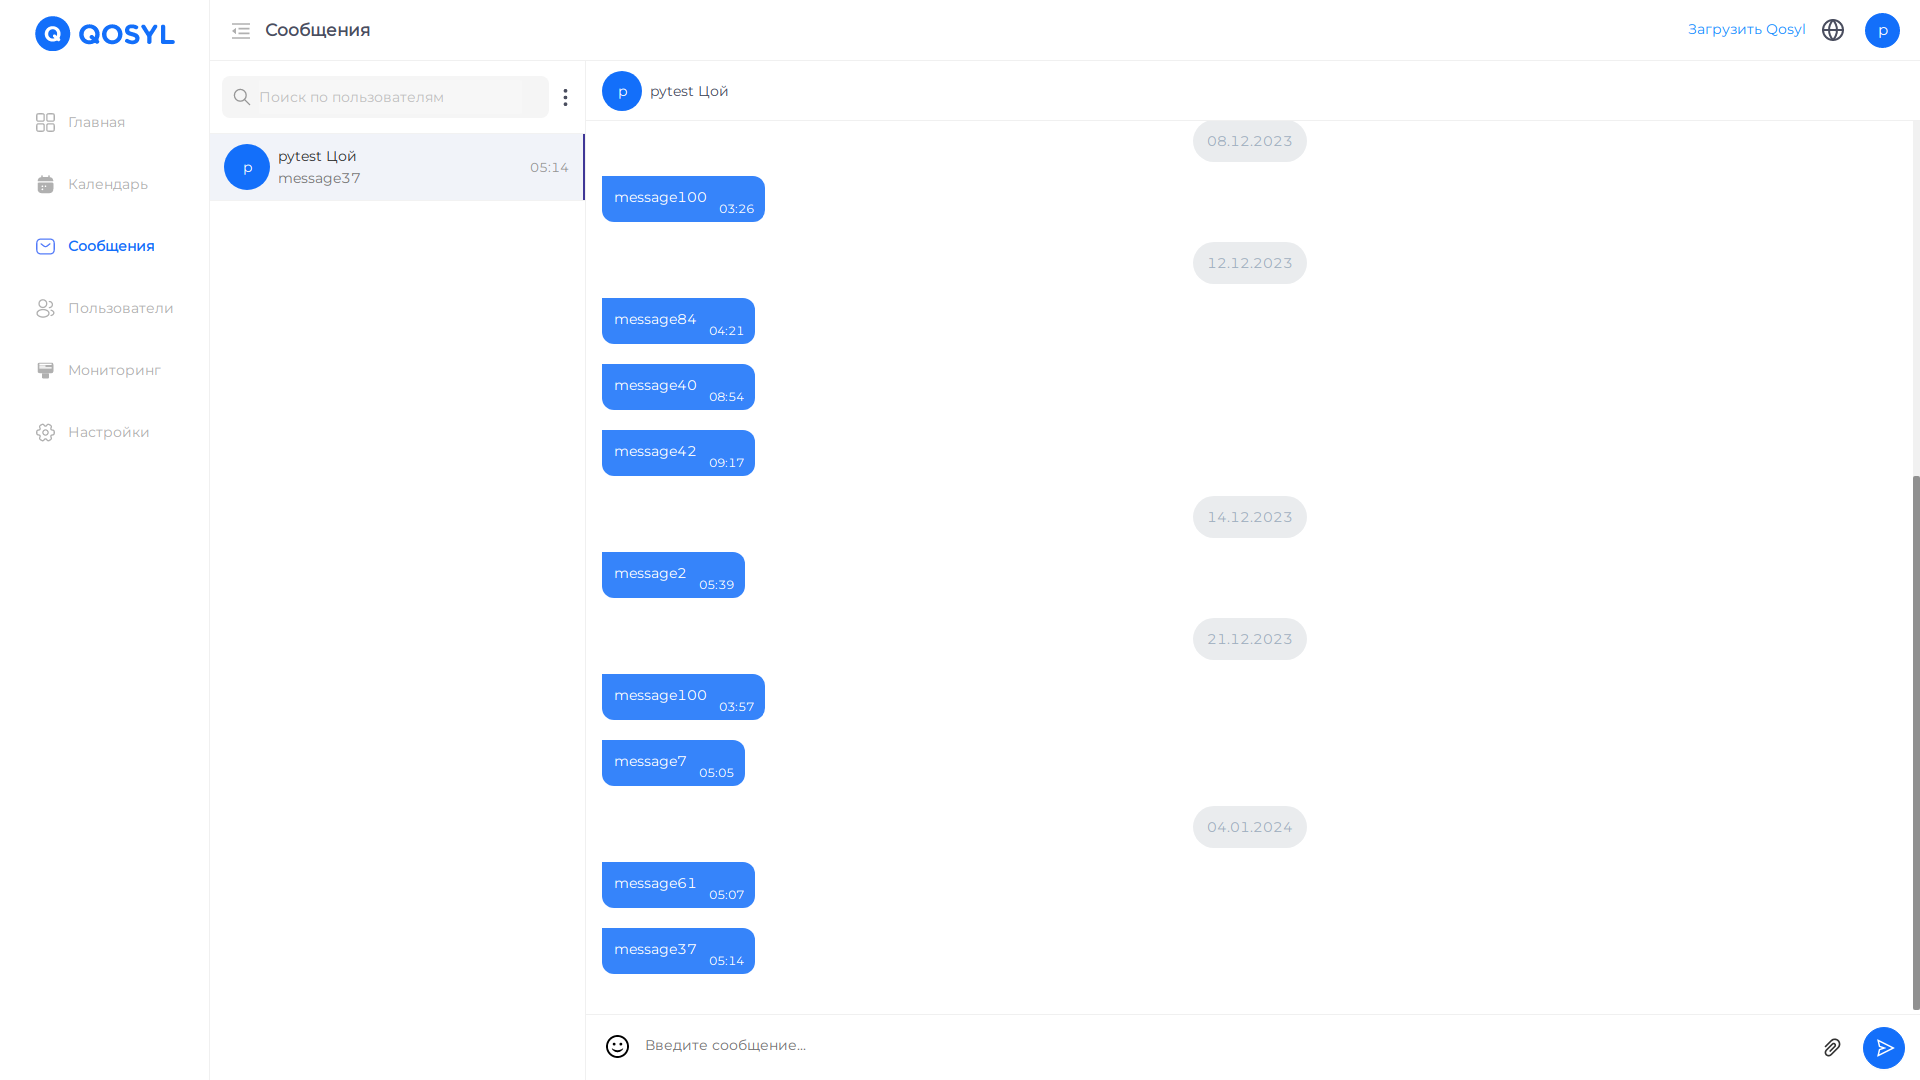 QOSYL
Главная
Календарь
Сообщения
Пользователи
Мониторинг
Настройки
Сообщения
Загрузить Qosyl
p
Поиск по пользователям
p
pytest Цой
message37
05:14
p
pytest Цой
08.12.2023
message100
03:26
12.12.2023
message84
04:21
message40
08:54
message42
09:17
14.12.2023
message2
05:39
21.12.2023
message100
03:57
message7
05:05
04.01.2024
message61
05:07
message37
05:14
Введите сообщение...